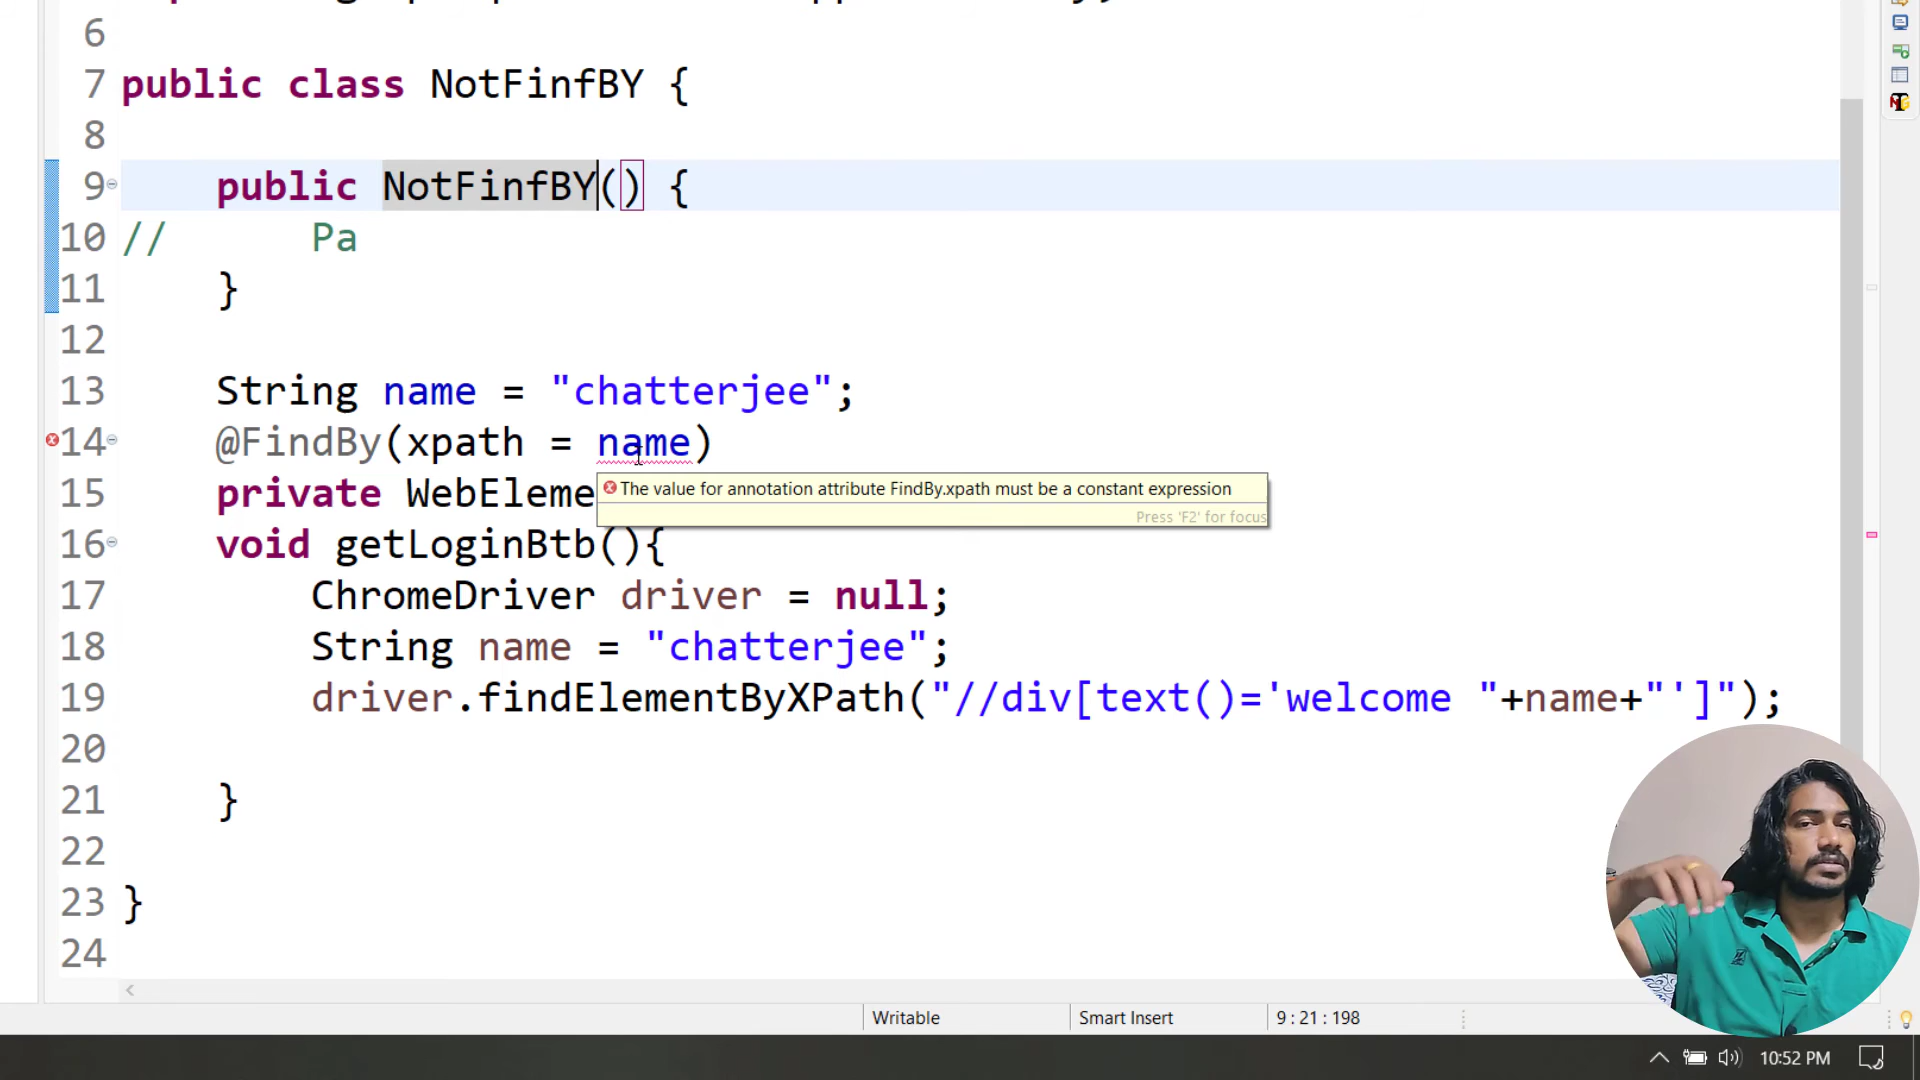 6
7 public class NotFinfBY {
8
9 public NotFinfBY() {
10 // Pa
11 }
12
13 String name = "chatterjee";
14 @FindBy(xpath = name)
15 private WebEleme
The value for annotation attribute FindBy.xpath must be a constant expression
Press 'F2' for focus
16 void getLoginBtb(){
17 ChromeDriver driver = null;
18 String name = "chatterjee";
19 driver.findElementByXPath("//div[text()='welcome "+name+"']");
20
21 }
22
23 }
24
Writable Smart Insert 9 : 21 : 198
10:52 PM